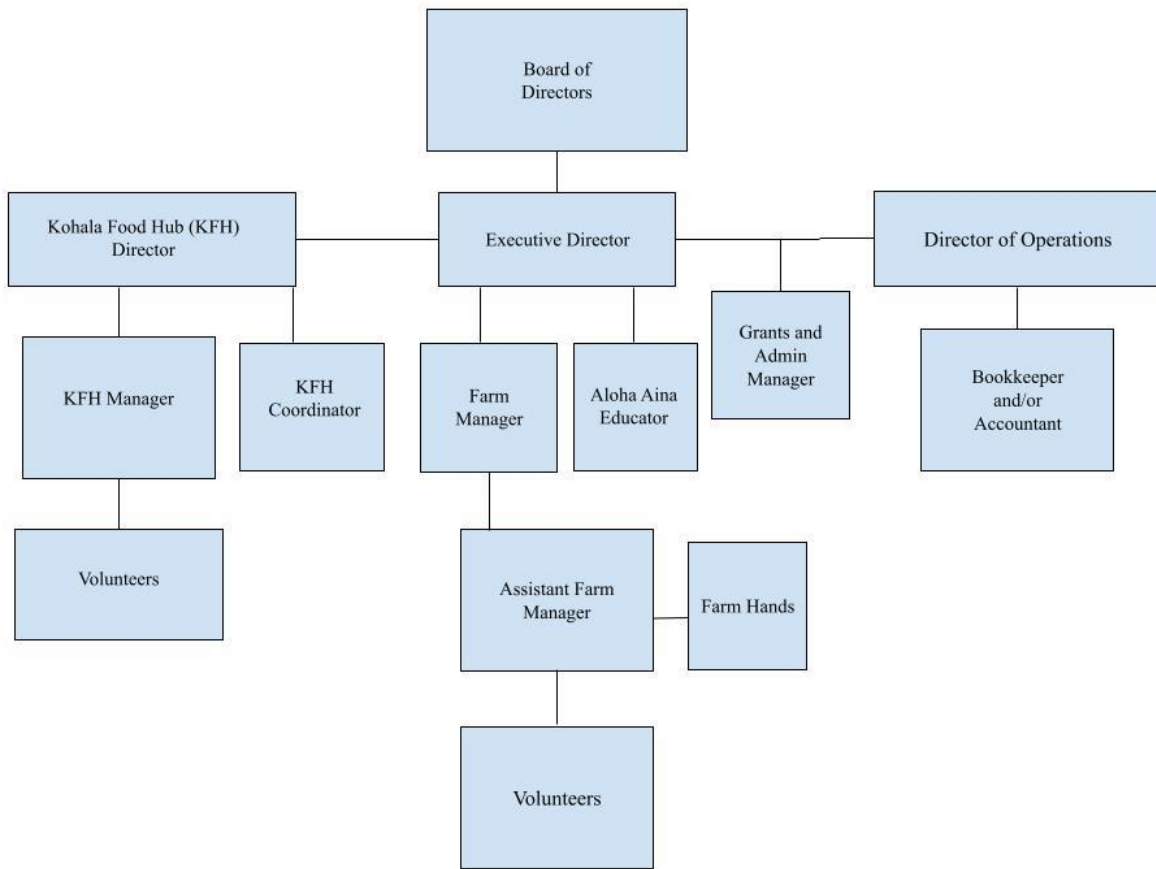 Board of
Directors
Kohala Food Hub (KFH)
Director
Executive Director
Director of Operations
KFH Manager
KFH
Coordinator
Farm
Manager
Aloha Aina
Educator
Grants and
Admin
Manager
Bookkeeper
and/or
Accountant
Volunteers
Assistant Farm
Manager
Farm Hands
Volunteers